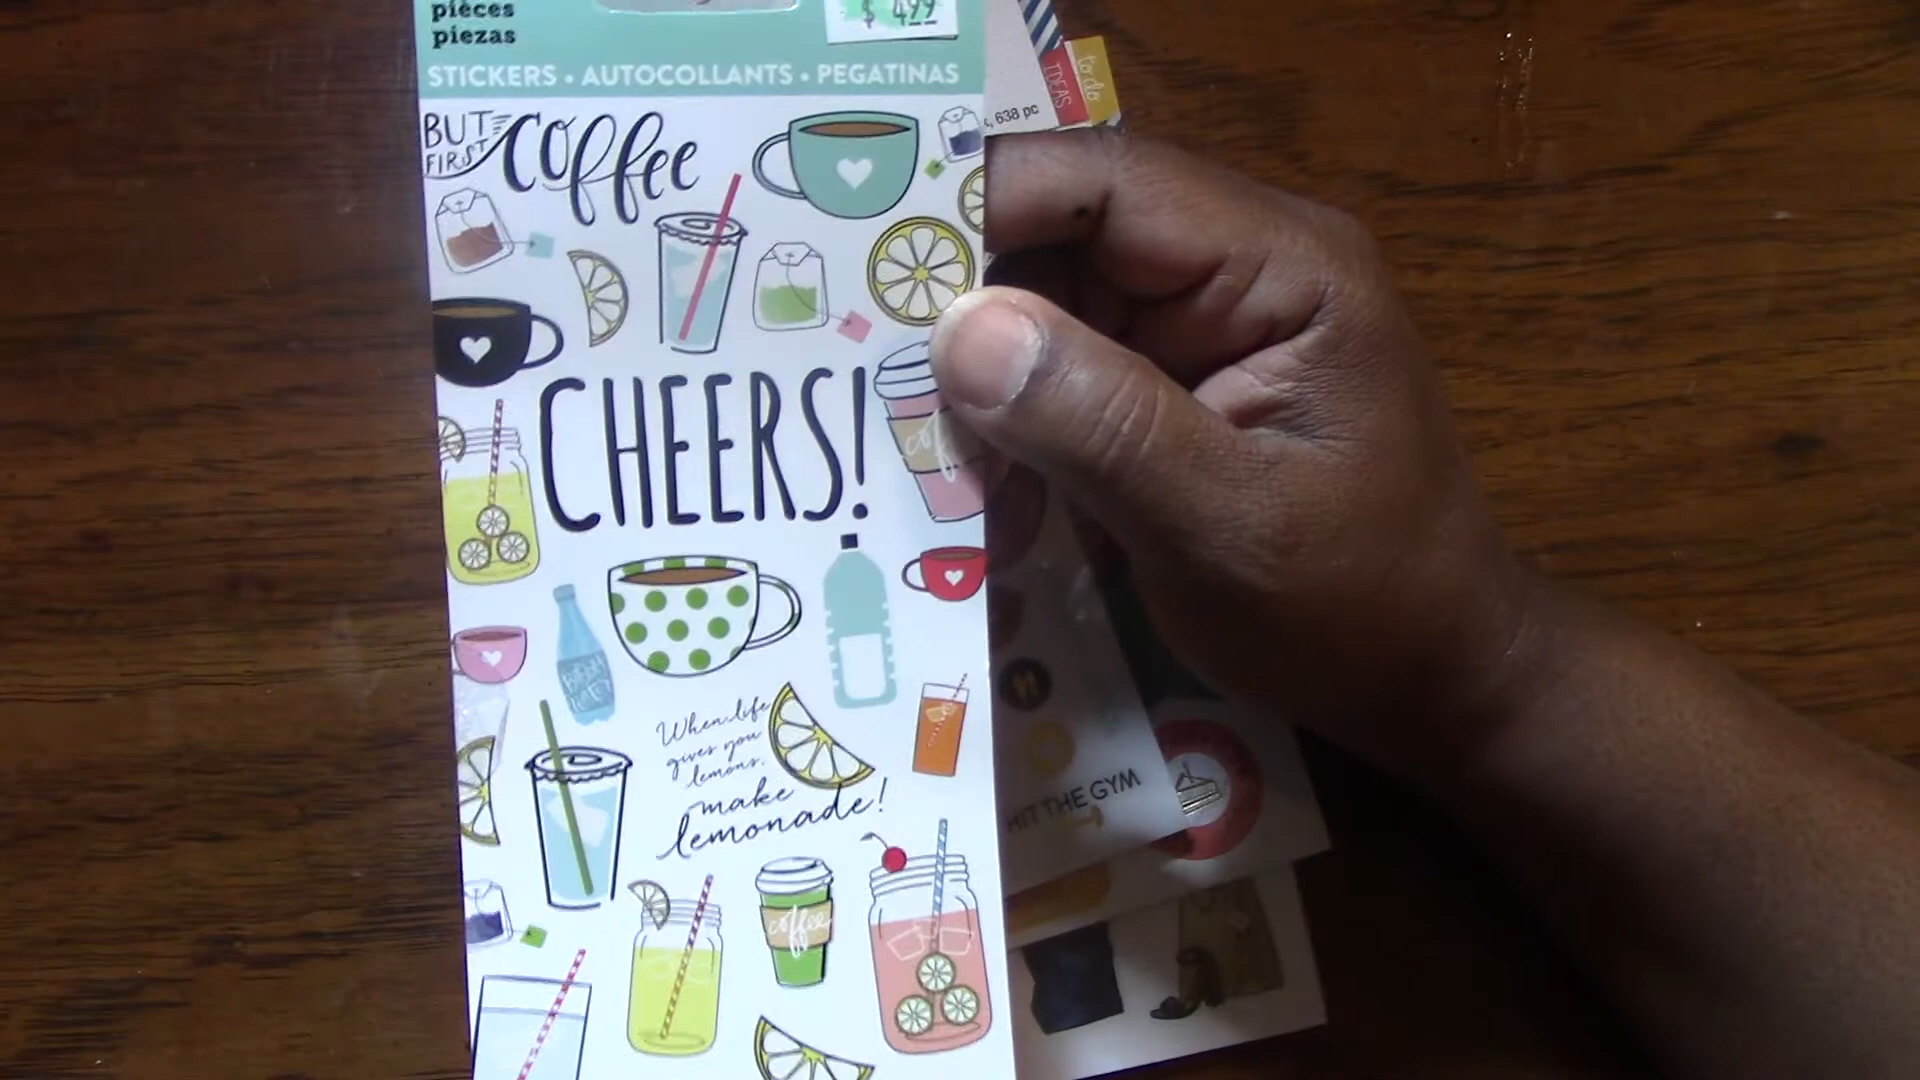 pièces
piezas
$ 4.99
STICKERS • AUTOCOLLANTS • PEGATINAS
to do
IDEAS
638 pc
BUT
FIRST
coffee
CHEERS!
When life
gives you
lemons,
make
lemonade!
HIT THE GYM
coffee